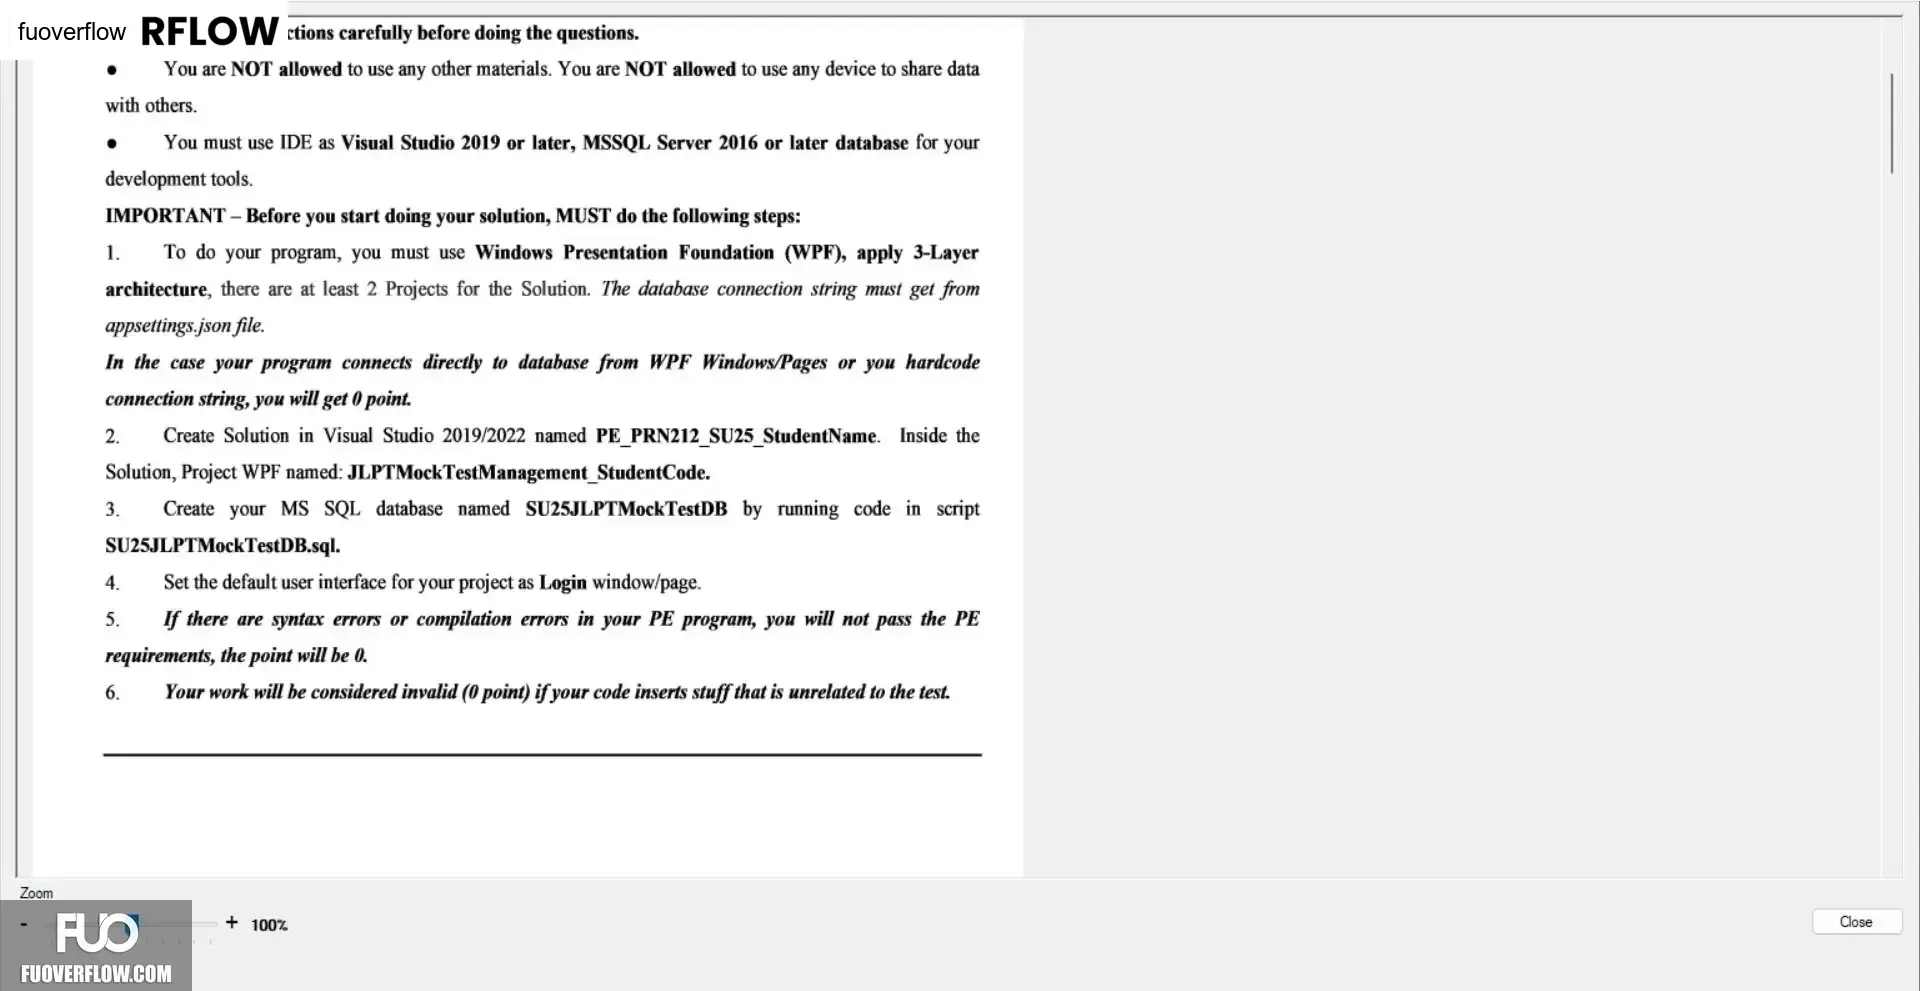 fuoverflow RFLOW ctions carefully before doing the questions.
● You are NOT allowed to use any other materials. You are NOT allowed to use any device to share data
with others.
● You must use IDE as Visual Studio 2019 or later, MSSQL Server 2016 or later database for your
development tools.
IMPORTANT – Before you start doing your solution, MUST do the following steps:
1. To do your program, you must use Windows Presentation Foundation (WPF), apply 3-Layer
architecture, there are at least 2 Projects for the Solution. The database connection string must get from
appsettings.json file.
In the case your program connects directly to database from WPF Windows/Pages or you hardcode
connection string, you will get 0 point.
2. Create Solution in Visual Studio 2019/2022 named PE_PRN212_SU25_StudentName. Inside the
Solution, Project WPF named: JLPTMockTestManagement_StudentCode.
3. Create your MS SQL database named SU25JLPTMockTestDB by running code in script
SU25JLPTMockTestDB.sql.
4. Set the default user interface for your project as Login window/page.
5. If there are syntax errors or compilation errors in your PE program, you will not pass the PE
requirements, the point will be 0.
6. Your work will be considered invalid (0 point) if your code inserts stuff that is unrelated to the test.
Zoom
- + 100%
Close
FUO
FUOVERFLOW.COM